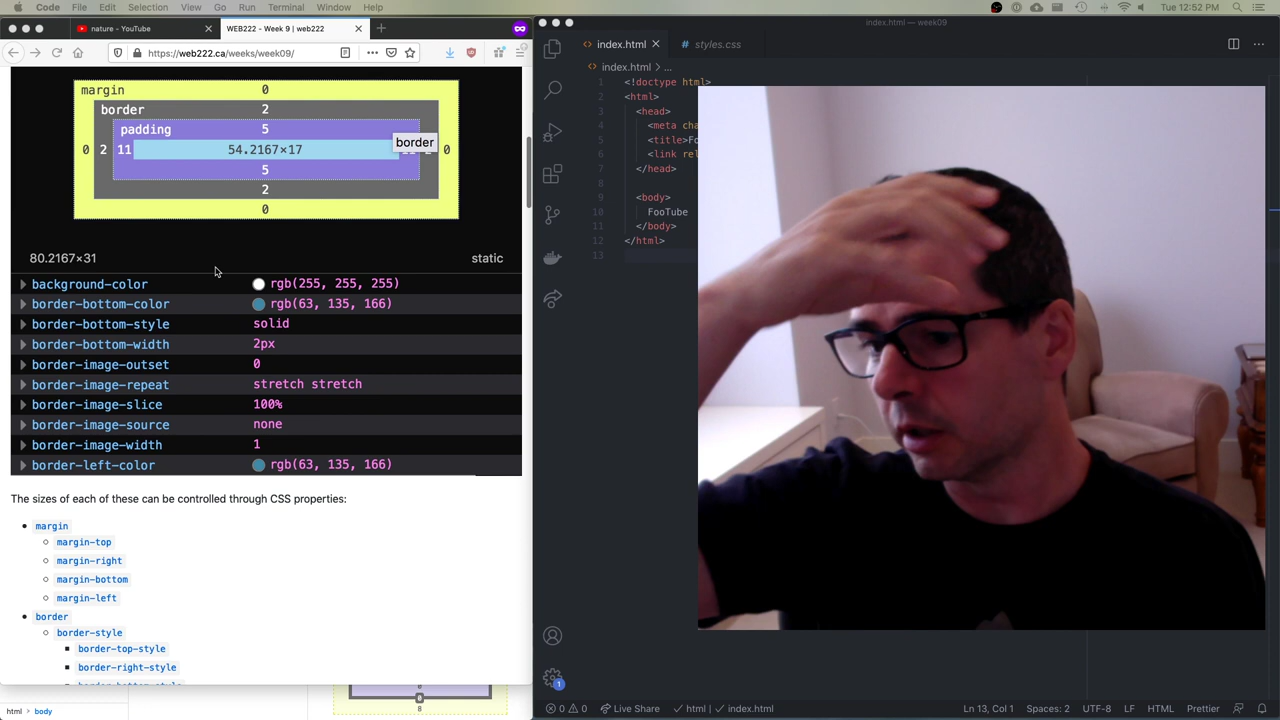 Code File Edit Selection View Go Run Terminal Window Help
Tue 12:52 PM
nature - YouTube
WEB222 - Week 9 | web222
https://web222.ca/weeks/week09/
margin 0
border 2
padding 5
0 2 11 54.2167×17 0
border
5
2
0
80.2167×31 static
background-color rgb(255, 255, 255)
border-bottom-color rgb(63, 135, 166)
border-bottom-style solid
border-bottom-width 2px
border-image-outset 0
border-image-repeat stretch stretch
border-image-slice 100%
border-image-source none
border-image-width 1
border-left-color rgb(63, 135, 166)
The sizes of each of these can be controlled through CSS properties:
margin
margin-top
margin-right
margin-bottom
margin-left
border
border-style
border-top-style
border-right-style
html > body
8
index.html — week09
index.html
styles.css
index.html > ...
1 <!doctype html>
2 <html>
3 <head>
4 <meta cha
5 <title>Fo
6 <link rel
7 </head>
8
9 <body>
10 FooTube
11 </body>
12 </html>
13
1
0 0 Live Share html | index.html Ln 13, Col 1 Spaces: 2 UTF-8 LF HTML Prettier